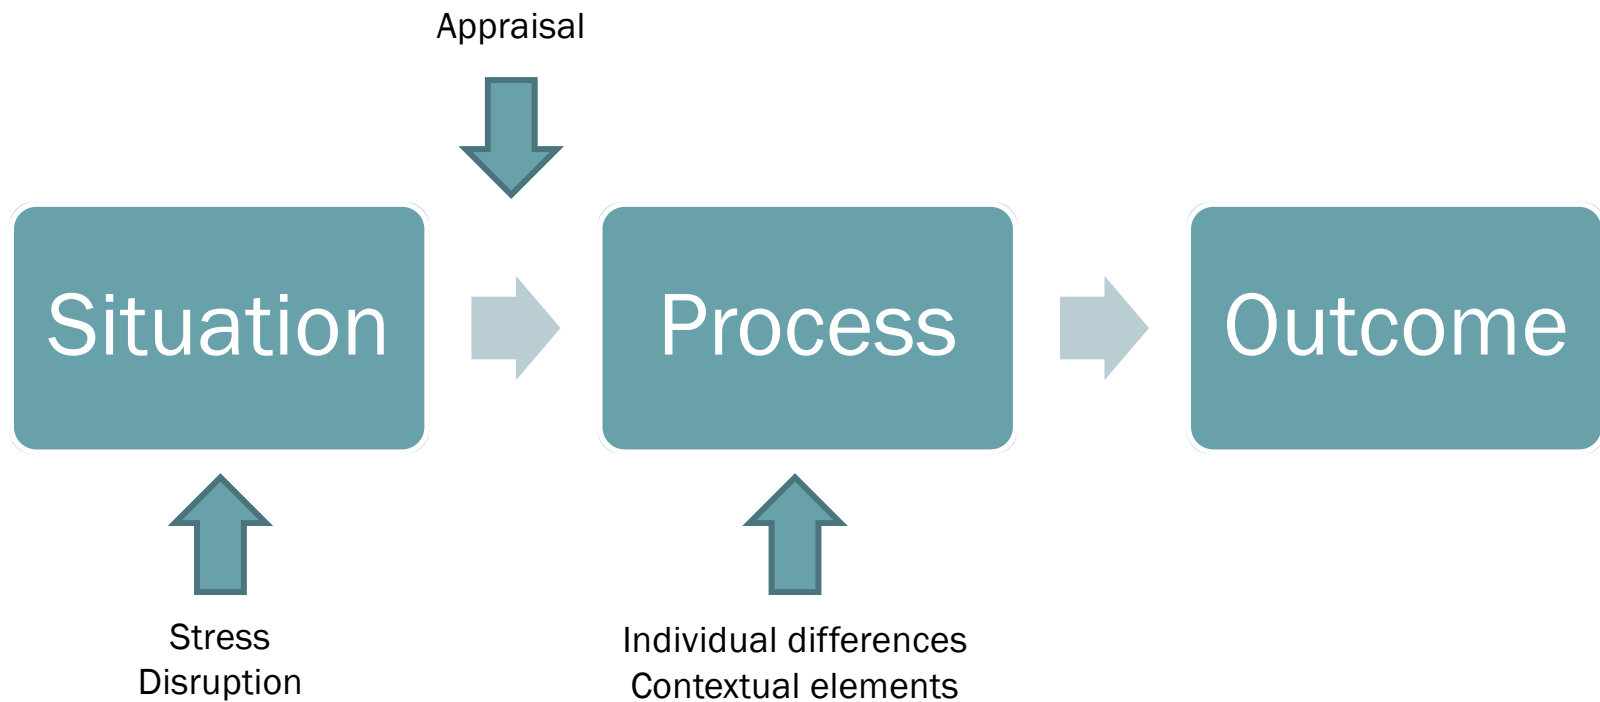 Appraisal
Situation
Process
Outcome
Stress
Disruption
Individual differences
Contextual elements